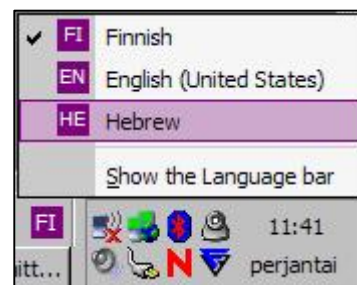 FI Finnish
EN English (United States)
HE Hebrew
Show the Language bar
FI 11:41
itt... N perjantai